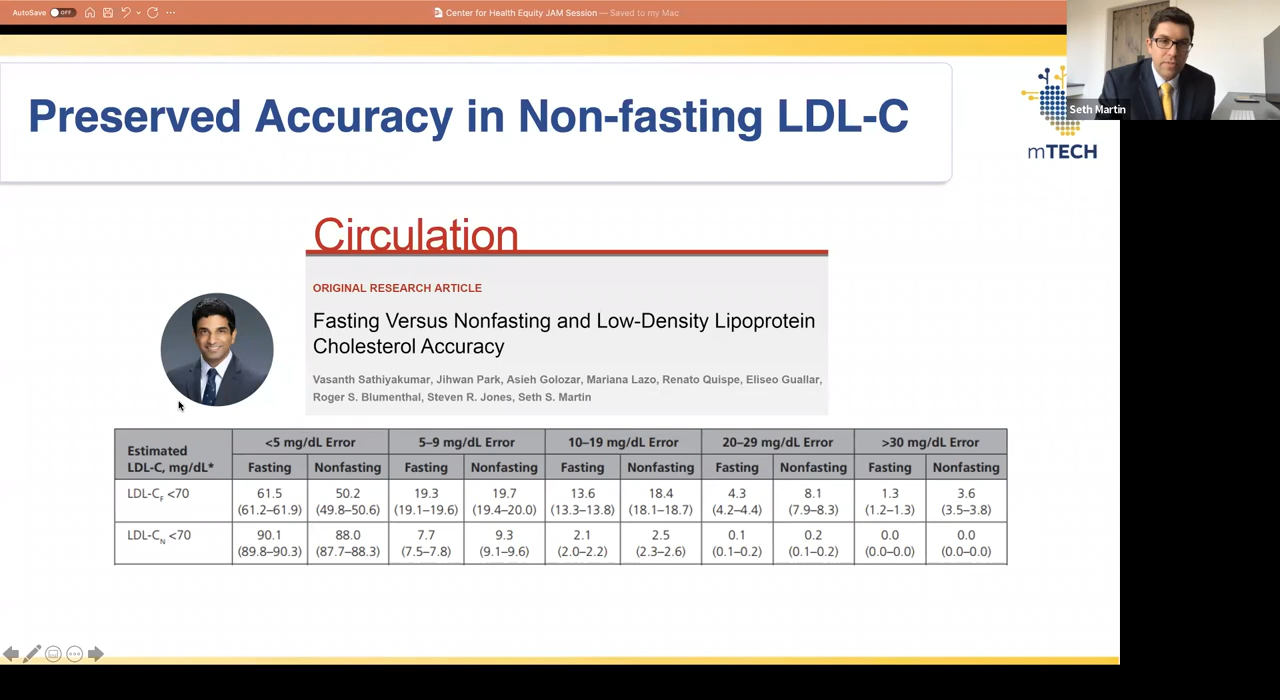 AutoSave OFF
Center for Health Equity JAM Session — Saved to my Mac
Seth Martin
mTECH
Preserved Accuracy in Non-fasting LDL-C
Circulation
ORIGINAL RESEARCH ARTICLE
Fasting Versus Nonfasting and Low-Density Lipoprotein
Cholesterol Accuracy
Vasanth Sathiyakumar, Jihwan Park, Asieh Golozar, Mariana Lazo, Renato Quispe, Eliseo Guallar,
Roger S. Blumenthal, Steven R. Jones, Seth S. Martin
Estimated LDL-C, mg/dL* <5 mg/dL Error 5–9 mg/dL Error 10–19 mg/dL Error 20–29 mg/dL Error >30 mg/dL Error
Fasting Nonfasting Fasting Nonfasting Fasting Nonfasting Fasting Nonfasting Fasting Nonfasting
LDL-CF <70 61.5 50.2 19.3 19.7 13.6 18.4 4.3 8.1 1.3 3.6
(61.2–61.9) (49.8–50.6) (19.1–19.6) (19.4–20.0) (13.3–13.8) (18.1–18.7) (4.2–4.4) (7.9–8.3) (1.2–1.3) (3.5–3.8)
LDL-CN <70 90.1 88.0 7.7 9.3 2.1 2.5 0.1 0.2 0.0 0.0
(89.8–90.3) (87.7–88.3) (7.5–7.8) (9.1–9.6) (2.0–2.2) (2.3–2.6) (0.1–0.2) (0.1–0.2) (0.0–0.0) (0.0–0.0)